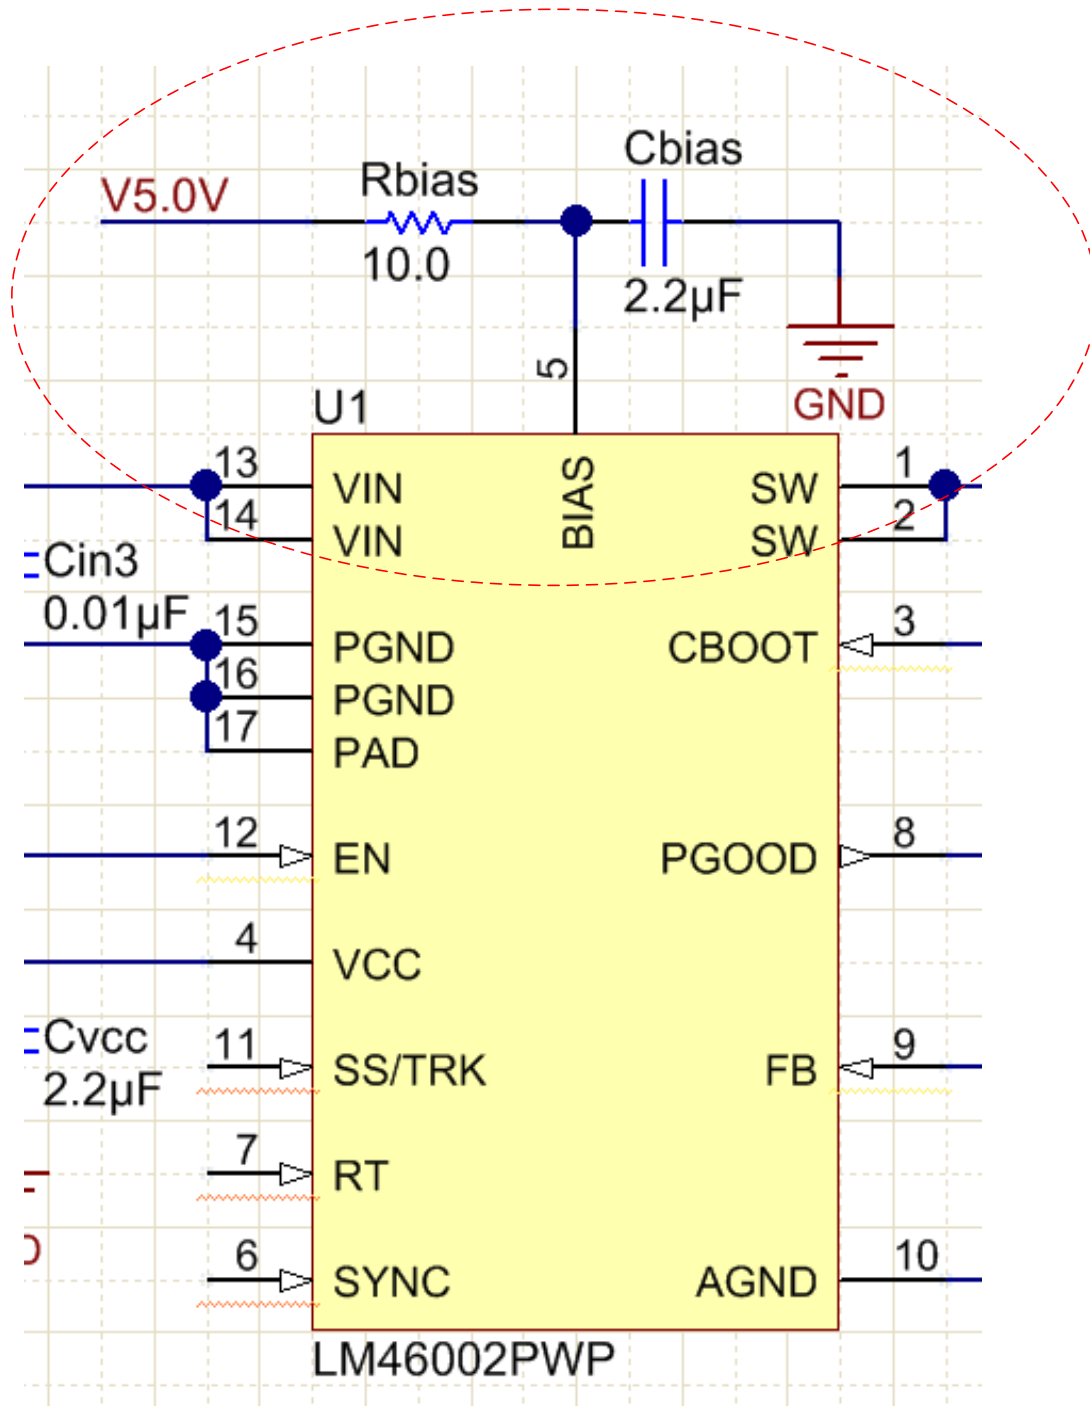 Cbias
V5.0V
Rbias
10.0
2.2µF
5
U1
GND
13
VIN
BIAS
SW
1
14
VIN
SW
2
Cin3
0.01µF
15
PGND
CBOOT
3
16
PGND
17
PAD
12
EN
PGOOD
8
4
VCC
Cvcc
2.2µF
11
SS/TRK
FB
9
7
RT
6
SYNC
AGND
10
LM46002PWP